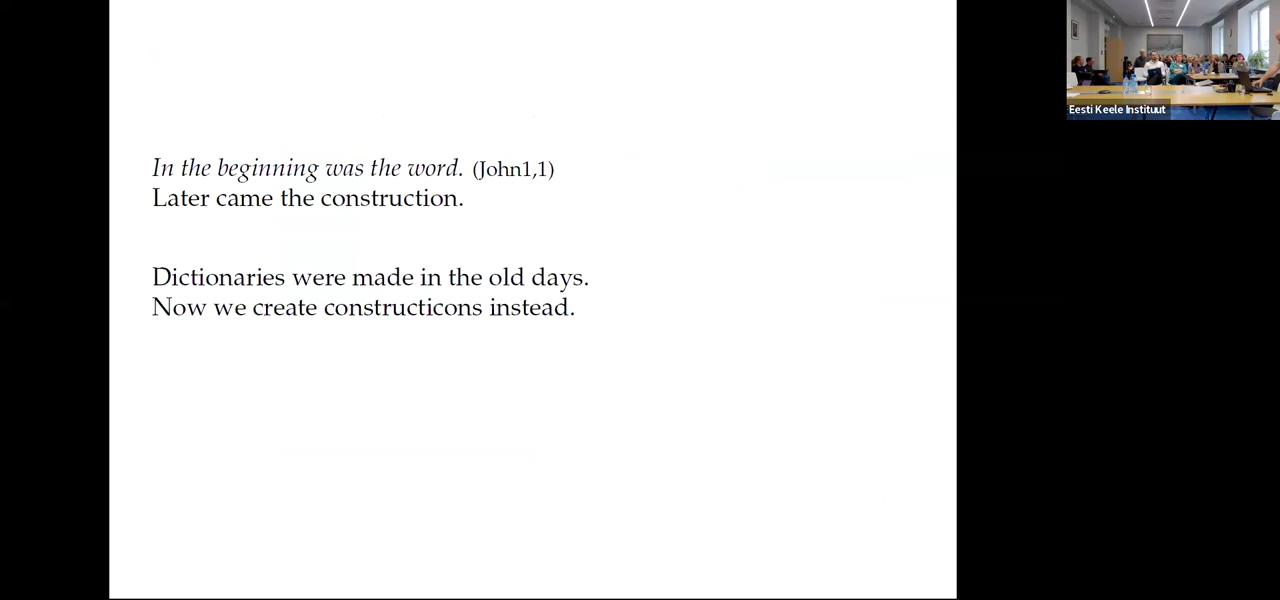 In the beginning was the word. (John1,1)
Later came the construction.
Dictionaries were made in the old days.
Now we create constructicons instead.
Eesti Keele Instituut